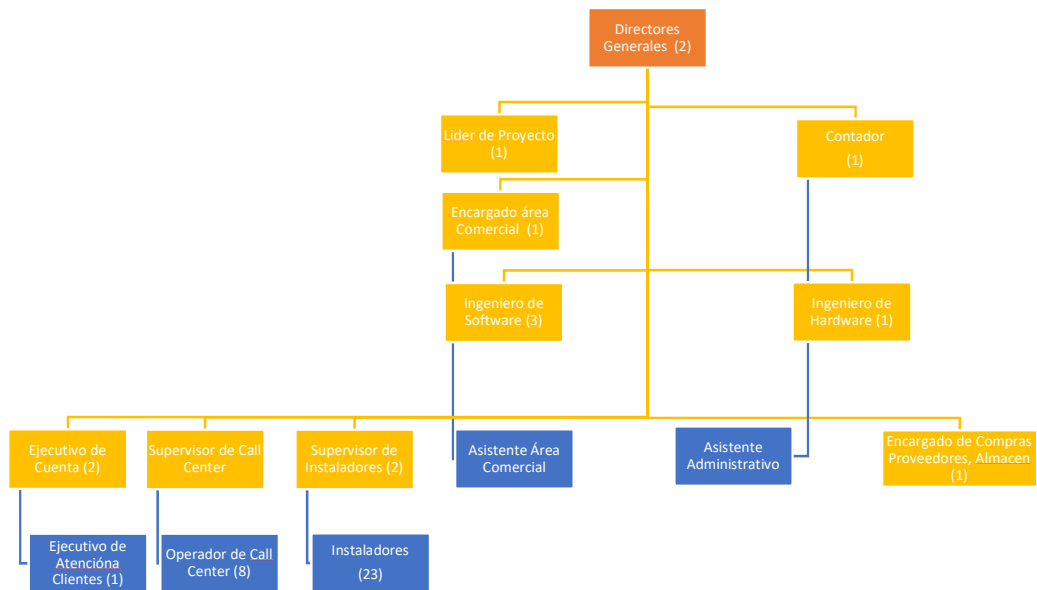 Directores
Generales (2)
Lider de Proyecto
(1)
Contador
(1)
Encargado área
Comercial (1)
Ingeniero de
Software (3)
Ingeniero de
Hardware (1)
Ejecutivo de
Cuenta (2)
Supervisor de Call
Center
Supervisor de
Instaladores (2)
Asistente Área
Comercial
Asistente
Administrativo
Encargado de Compras
Proveedores, Almacen
(1)
Ejecutivo de
Atencióna
Clientes (1)
Operador de Call
Center (8)
Instaladores
(23)